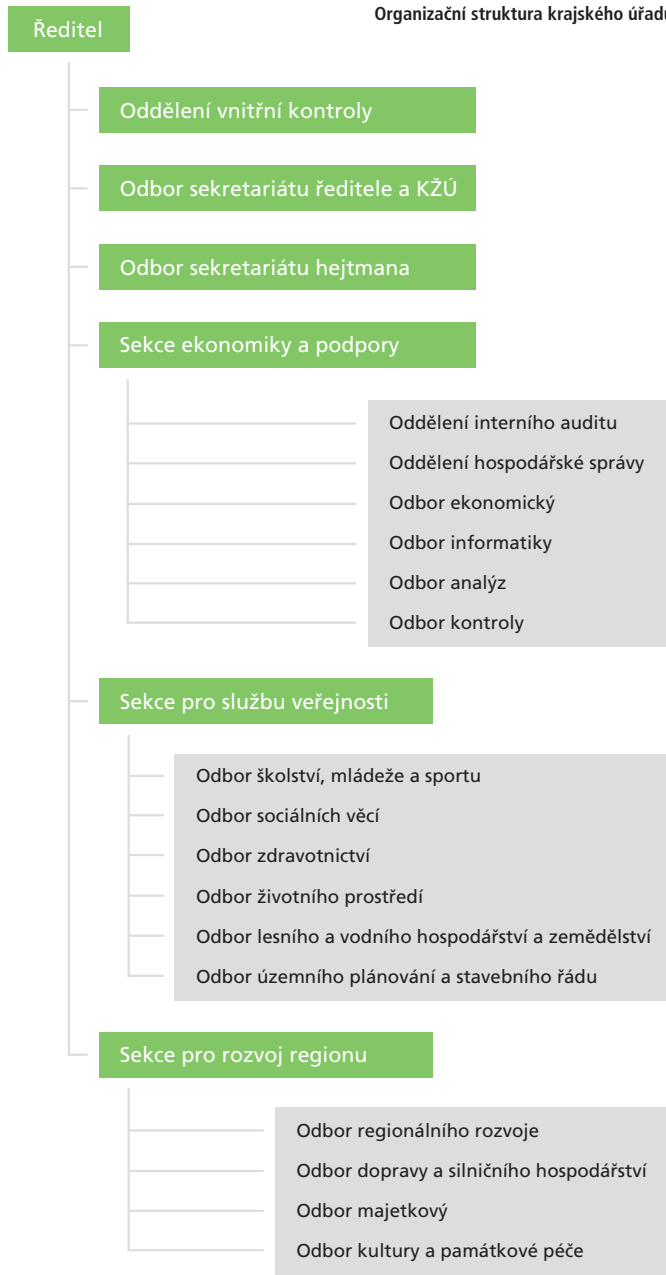 Organizační struktura krajského úřadu
Ředitel
Oddělení vnitřní kontroly
Odbor sekretariátu ředitele a KŽÚ
Odbor sekretariátu hejtmana
Sekce ekonomiky a podpory
Oddělení interního auditu
Oddělení hospodářské správy
Odbor ekonomický
Odbor informatiky
Odbor analýz
Odbor kontroly
Sekce pro službu veřejnosti
Odbor školství, mládeže a sportu
Odbor sociálních věcí
Odbor zdravotnictví
Odbor životního prostředí
Odbor lesního a vodního hospodářství a zemědělství
Odbor územního plánování a stavebního řádu
Sekce pro rozvoj regionu
Odbor regionálního rozvoje
Odbor dopravy a silničního hospodářství
Odbor majetkový
Odbor kultury a památkové péče